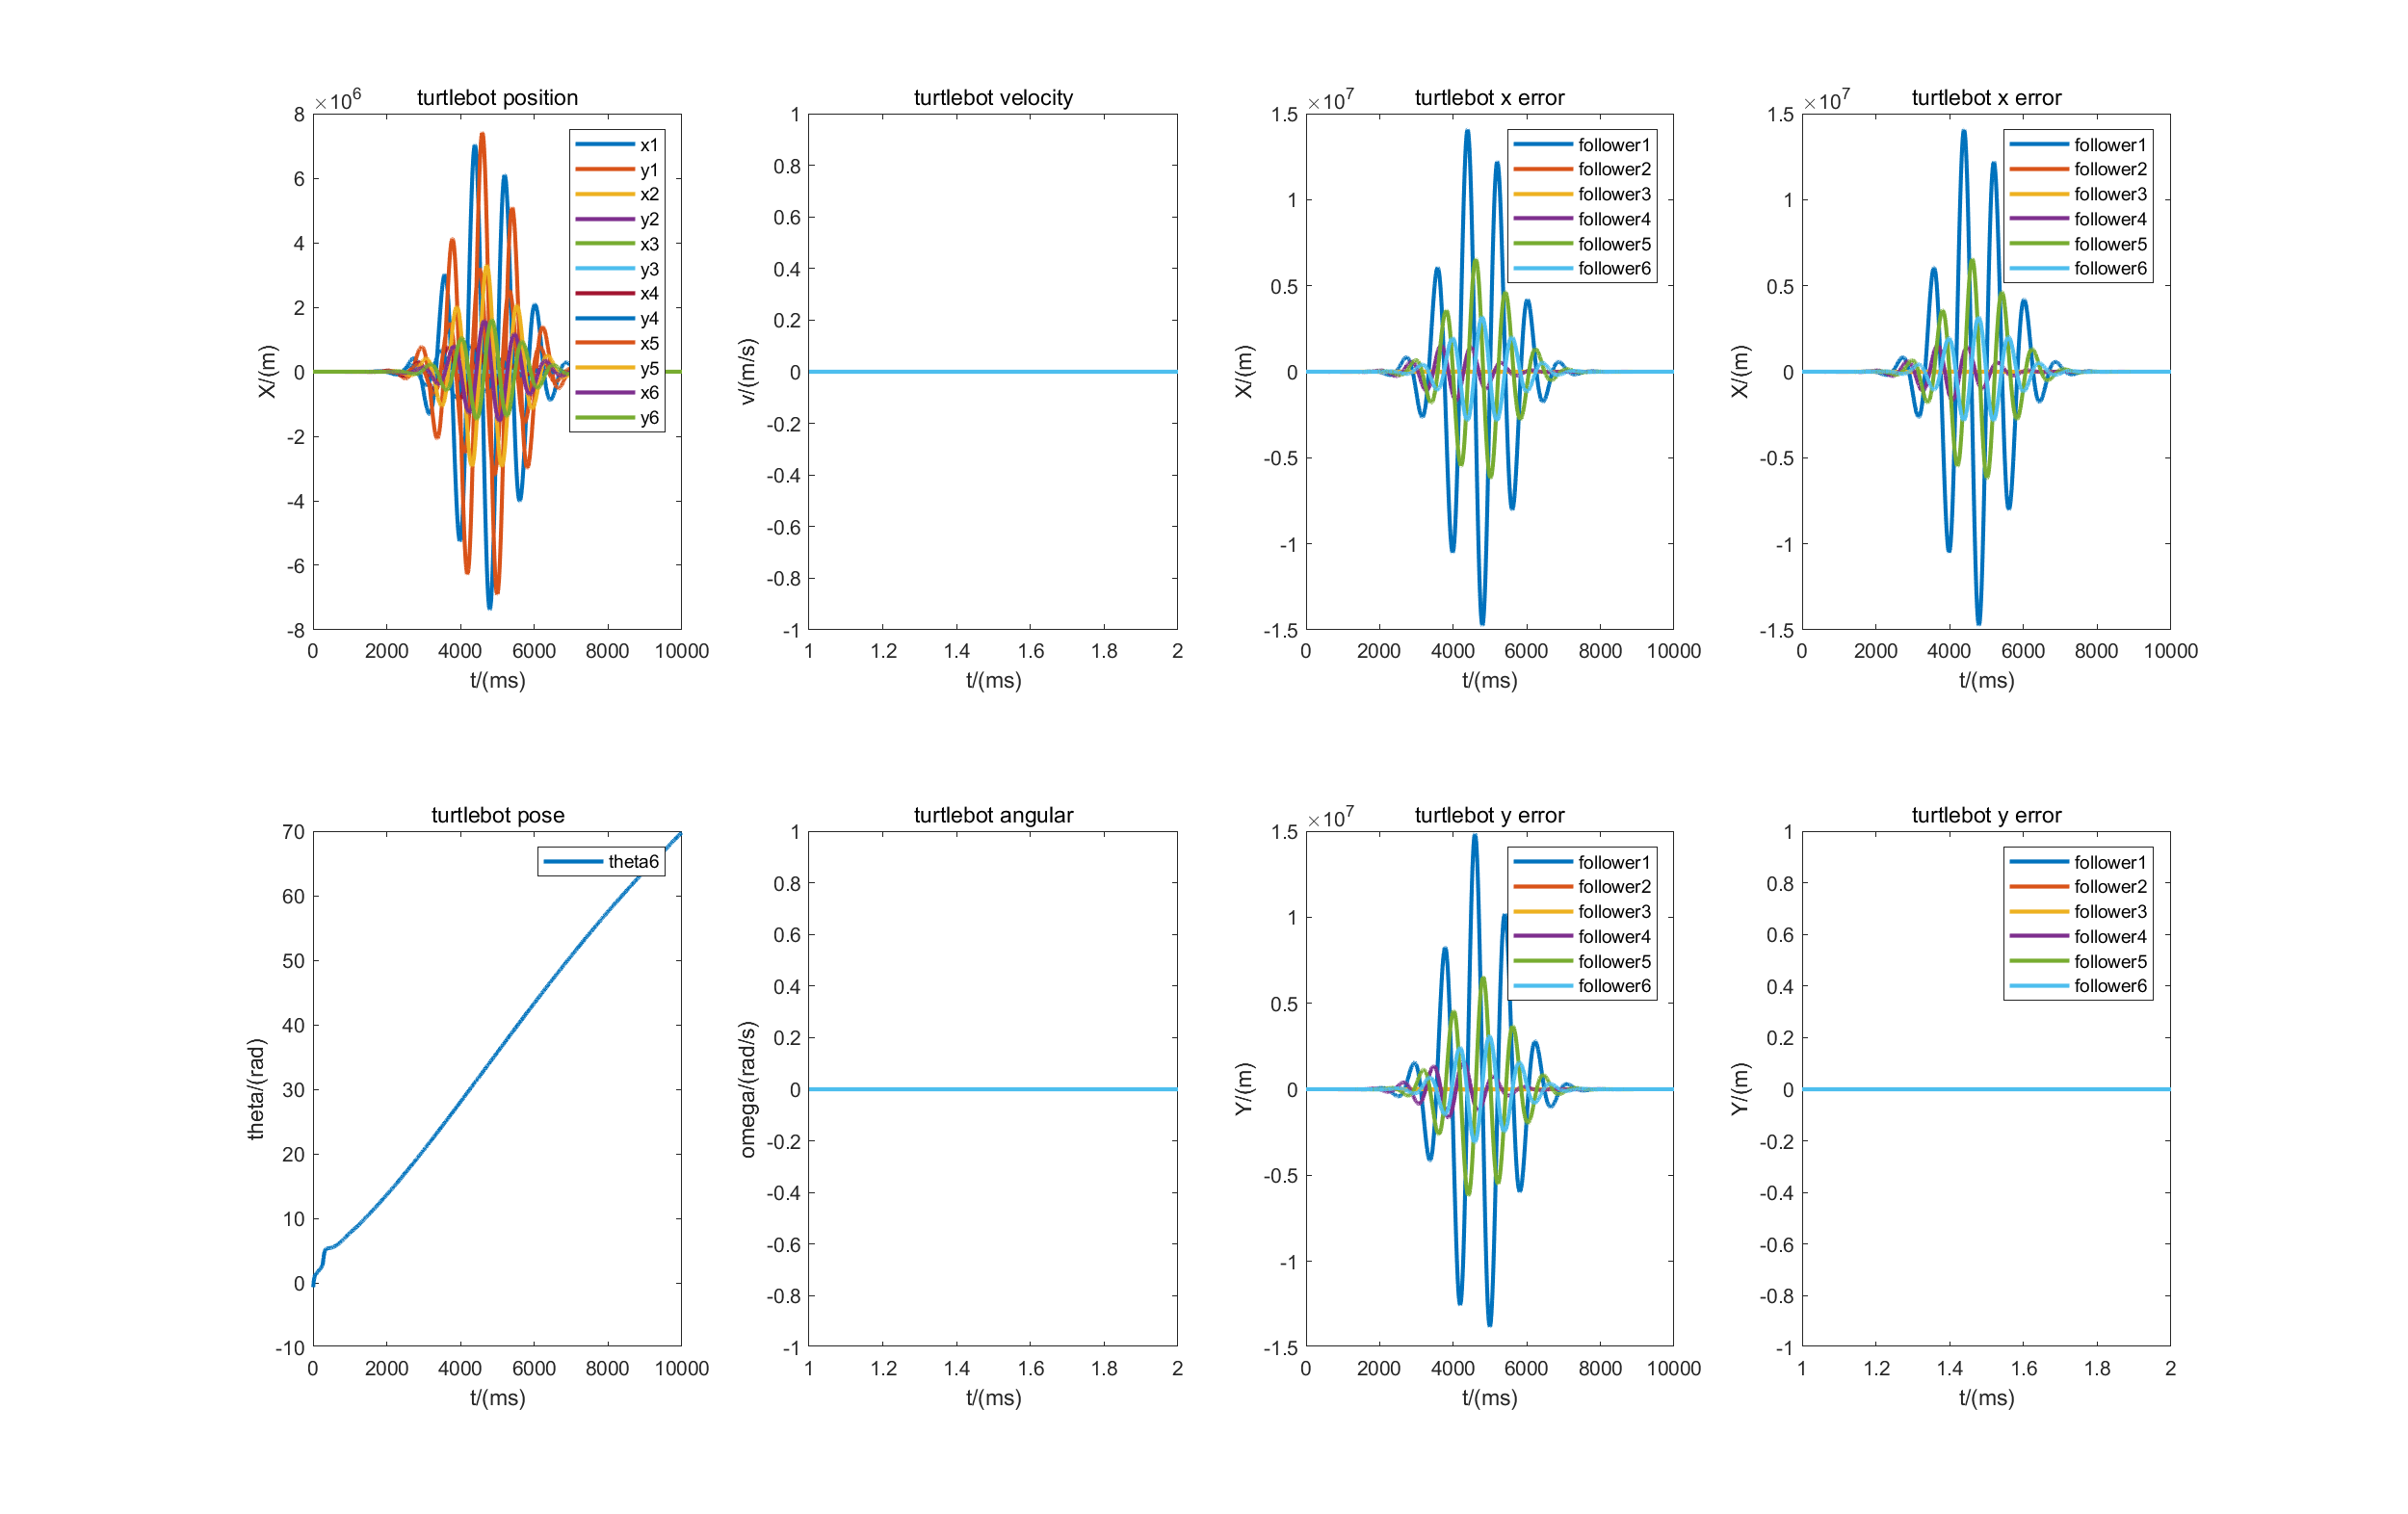 turtlebot position
×10^6
8
6
4
2
0
-2
-4
-6
-8
X/(m)
0 2000 4000 6000 8000 10000
t/(ms)
x1
y1
x2
y2
x3
y3
x4
y4
x5
y5
x6
y6
turtlebot velocity
1
0.8
0.6
0.4
0.2
0
-0.2
-0.4
-0.6
-0.8
-1
v/(m/s)
1 1.2 1.4 1.6 1.8 2
t/(ms)
turtlebot x error
×10^7
1.5
1
0.5
0
-0.5
-1
-1.5
X/(m)
0 2000 4000 6000 8000 10000
t/(ms)
follower1
follower2
follower3
follower4
follower5
follower6
turtlebot x error
×10^7
1.5
1
0.5
0
-0.5
-1
-1.5
X/(m)
0 2000 4000 6000 8000 10000
t/(ms)
follower1
follower2
follower3
follower4
follower5
follower6
turtlebot pose
70
60
50
40
30
20
10
0
-10
theta/(rad)
0 2000 4000 6000 8000 10000
t/(ms)
theta6
turtlebot angular
1
0.8
0.6
0.4
0.2
0
-0.2
-0.4
-0.6
-0.8
-1
omega/(rad/s)
1 1.2 1.4 1.6 1.8 2
t/(ms)
turtlebot y error
×10^7
1.5
1
0.5
0
-0.5
-1
-1.5
Y/(m)
0 2000 4000 6000 8000 10000
t/(ms)
follower1
follower2
follower3
follower4
follower5
follower6
turtlebot y error
1
0.8
0.6
0.4
0.2
0
-0.2
-0.4
-0.6
-0.8
-1
Y/(m)
1 1.2 1.4 1.6 1.8 2
t/(ms)
follower1
follower2
follower3
follower4
follower5
follower6